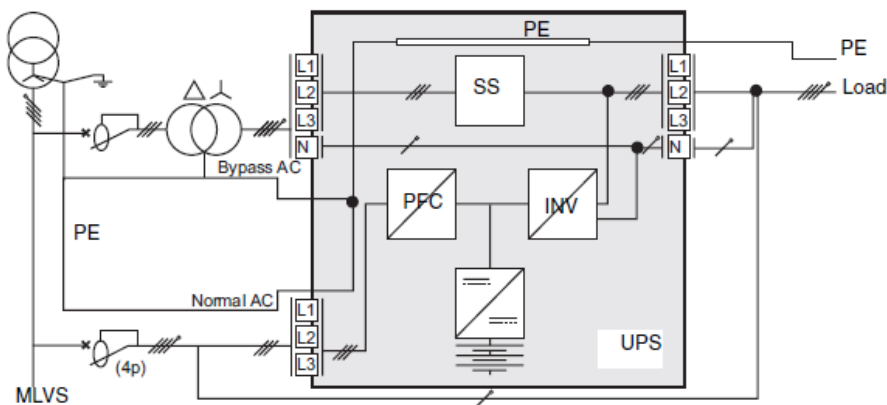 PE
PE
L1
L2
L3
N
SS
L1
L2
L3
N
Load
Bypass AC
PE
PFC
INV
Normal AC
L1
L2
L3
UPS
(4p)
MLVS